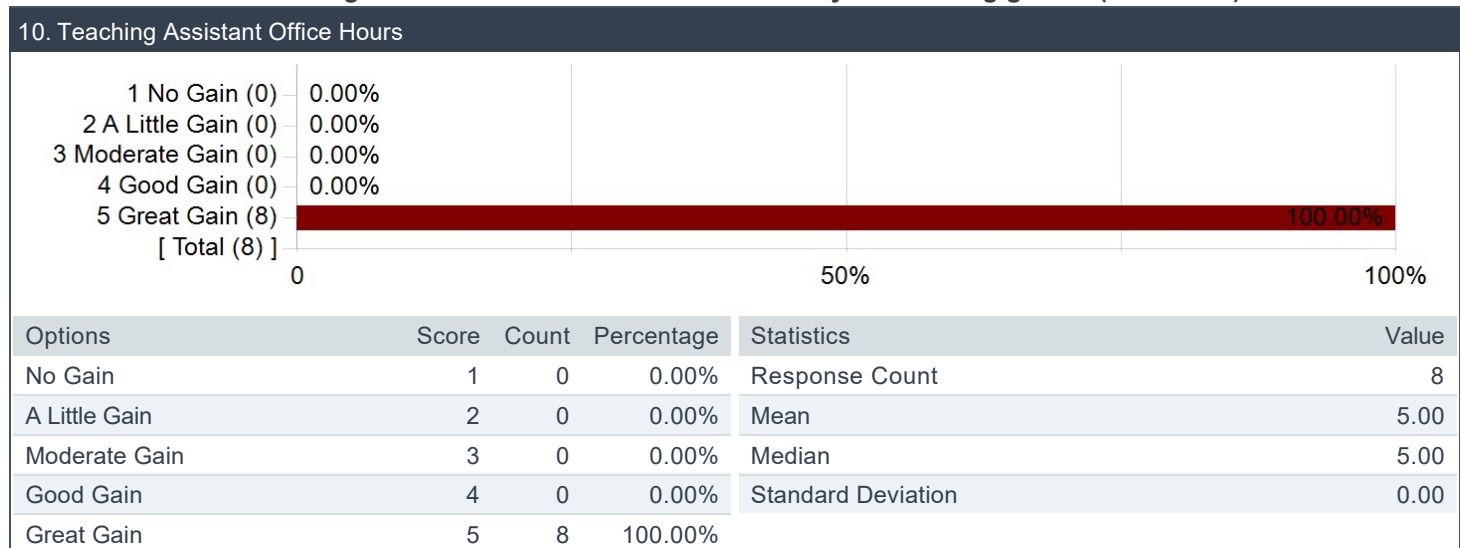 10. Teaching Assistant Office Hours
1 No Gain (0) 0.00%
2 A Little Gain (0) 0.00%
3 Moderate Gain (0) 0.00%
4 Good Gain (0) 0.00%
5 Great Gain (8) 100.00%
[ Total (8) ]
0 50% 100%
Options Score Count Percentage Statistics Value
No Gain 1 0 0.00% Response Count 8
A Little Gain 2 0 0.00% Mean 5.00
Moderate Gain 3 0 0.00% Median 5.00
Good Gain 4 0 0.00% Standard Deviation 0.00
Great Gain 5 8 100.00%